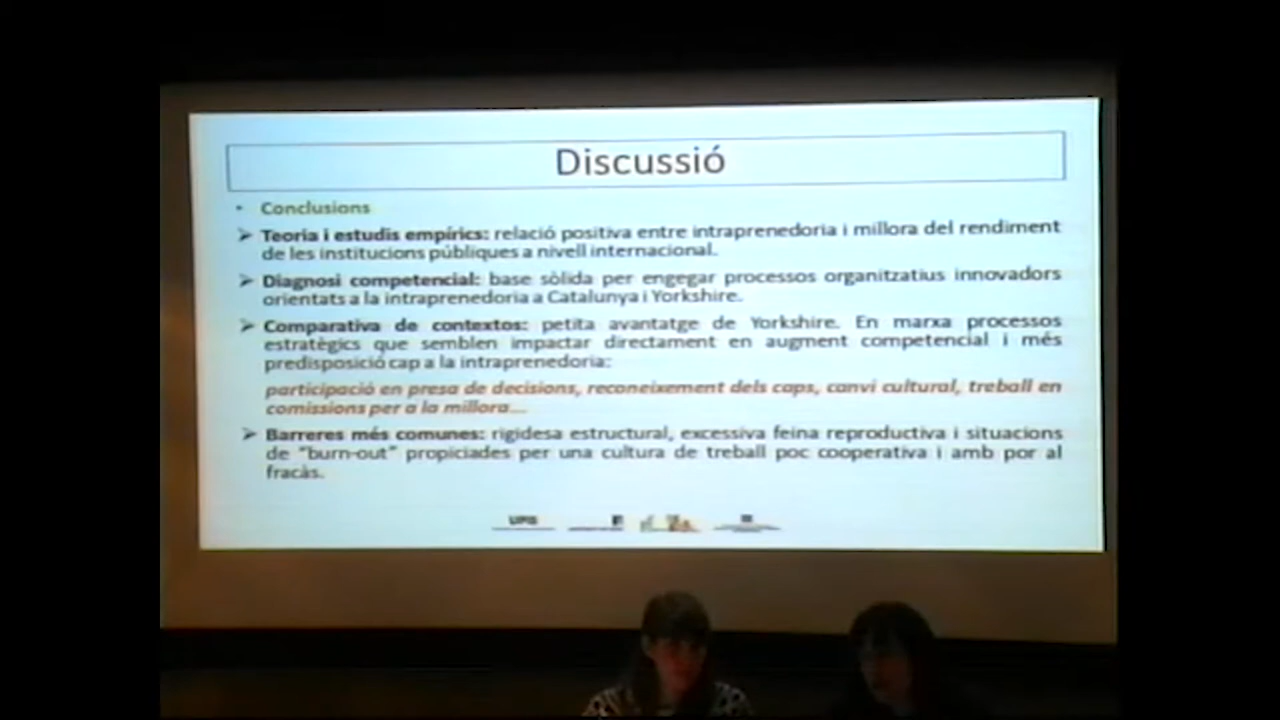 Discussió
• Conclusions
➢ Teoria i estudis empírics: relació positiva entre intraprenedoria i millora del rendiment
de les institucions públiques a nivell internacional.
➢ Diagnosi competencial: base sòlida per engegar processos organitzatius innovadors
orientats a la intraprenedoria a Catalunya i Yorkshire.
➢ Comparativa de contextos: petita avantatge de Yorkshire. En marxa processos
estratègics que semblen impactar directament en augment competencial i més
predisposició cap a la intraprenedoria:
participació en presa de decisions, reconeixement dels caps, canvi cultural, treball en
comissions per a la millora...
➢ Barreres més comunes: rigidesa estructural, excessiva feina reproductiva i situacions
de "burn-out" propiciades per una cultura de treball poc cooperativa i amb por al
fracàs.